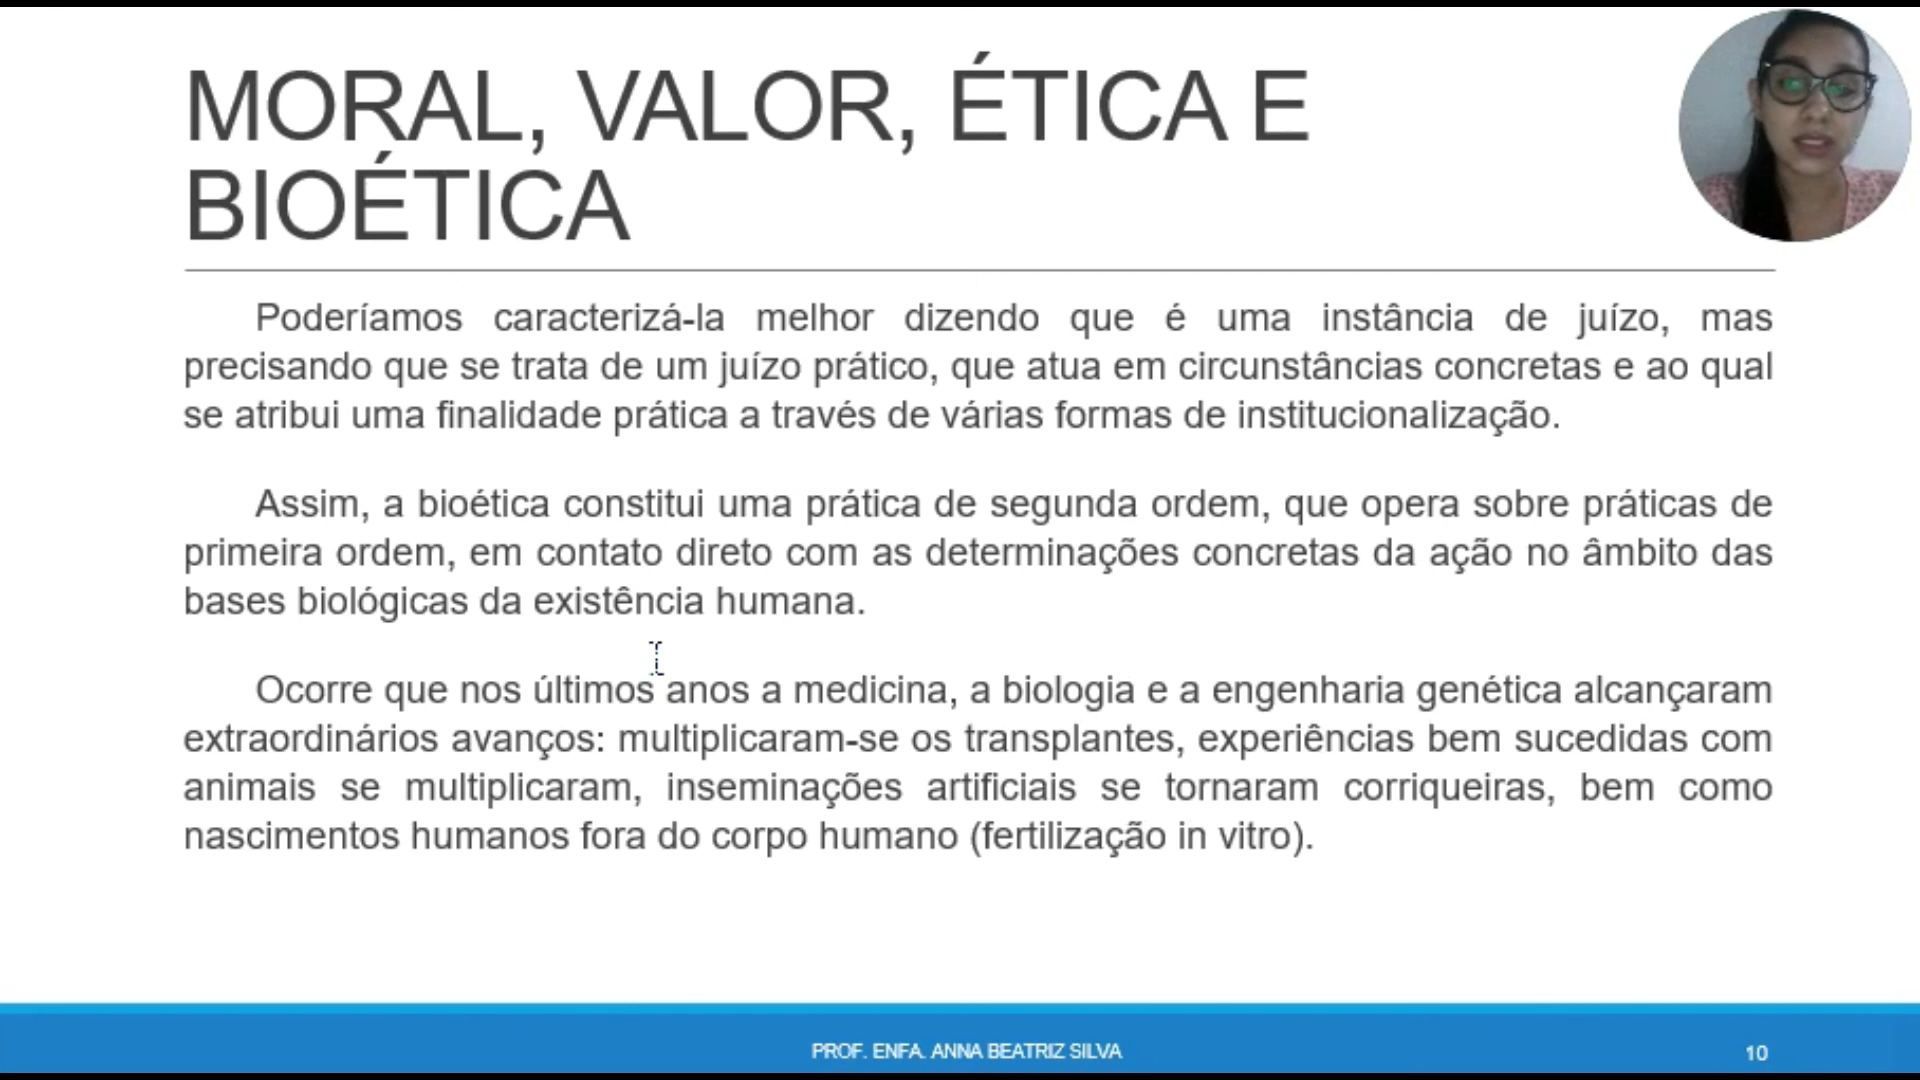 MORAL, VALOR, ÉTICA E
BIOÉTICA
Poderíamos caracterizá-la melhor dizendo que é uma instância de juízo, mas
precisando que se trata de um juízo prático, que atua em circunstâncias concretas e ao qual
se atribui uma finalidade prática a través de várias formas de institucionalização.
Assim, a bioética constitui uma prática de segunda ordem, que opera sobre práticas de
primeira ordem, em contato direto com as determinações concretas da ação no âmbito das
bases biológicas da existência humana.
Ocorre que nos últimos anos a medicina, a biologia e a engenharia genética alcançaram
extraordinários avanços: multiplicaram-se os transplantes, experiências bem sucedidas com
animais se multiplicaram, inseminações artificiais se tornaram corriqueiras, bem como
nascimentos humanos fora do corpo humano (fertilização in vitro).
PROF. ENFA. ANNA BEATRIZ SILVA
10